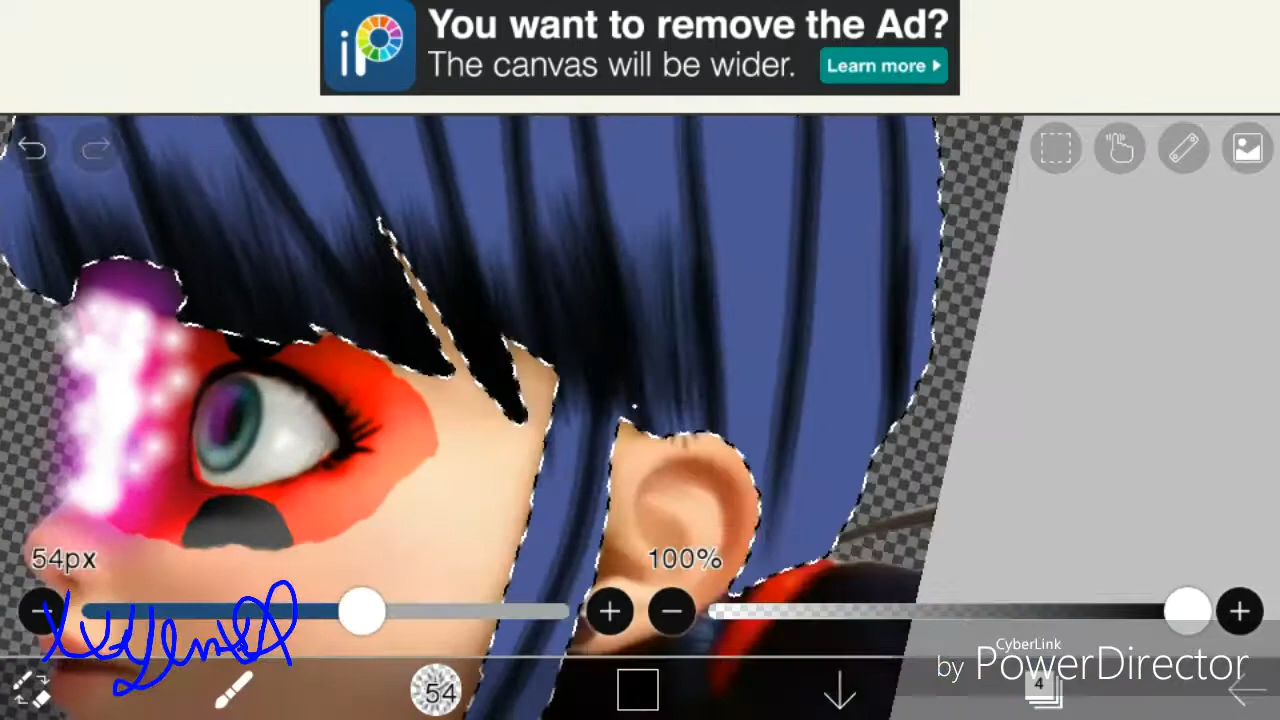 iP
You want to remove the Ad?
The canvas will be wider.
Learn more
54px
100%
54
4
CyberLink
by PowerDirector